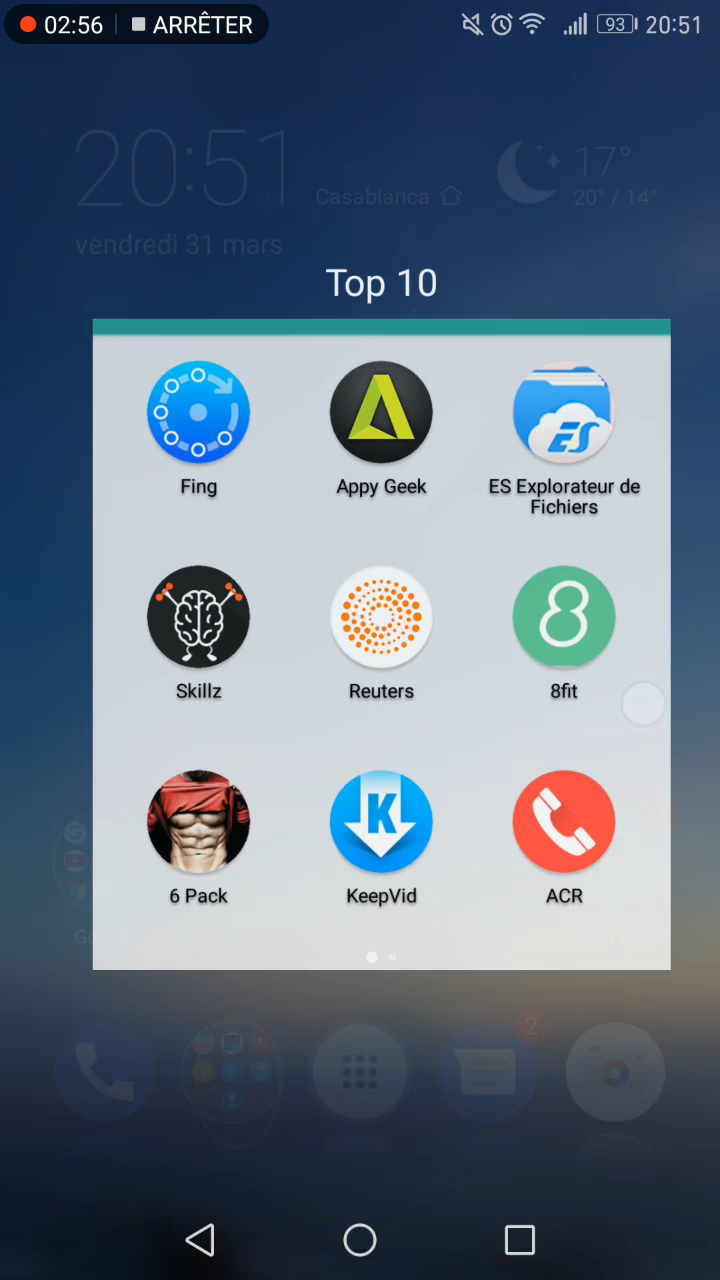 02:56 ARRÊTER 93 20:51
20:51
Casablanca 17°
20° / 14°
vendredi 31 mars
Top 10
Fing Appy Geek ES Explorateur de
Fichiers
Skillz Reuters 8fit
K
6 Pack KeepVid ACR
2